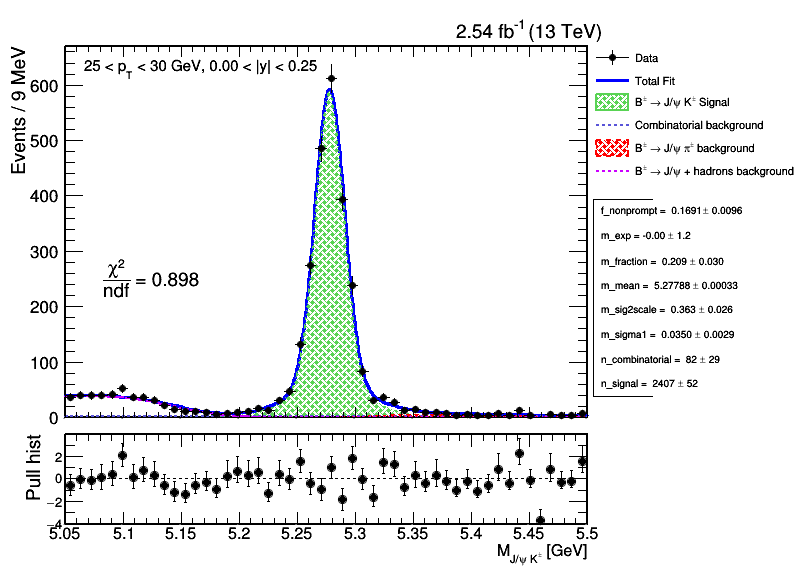 2.54 fb⁻¹ (13 TeV)
25 < p_T < 30 GeV, 0.00 < |y| < 0.25
Events / 9 MeV
600
500
400
300
200
100
0
χ²/ndf = 0.898
Data
Total Fit
B± → J/ψ K± Signal
Combinatorial background
B± → J/ψ π± background
B± → J/ψ + hadrons background
f_nonprompt = 0.1691 ± 0.0096
m_exp = -0.00 ± 1.2
m_fraction = 0.209 ± 0.030
m_mean = 5.27788 ± 0.00033
m_sig2scale = 0.363 ± 0.026
m_sigma1 = 0.0350 ± 0.0029
n_combinatorial = 82 ± 29
n_signal = 2407 ± 52
Pull hist
2
0
−2
−4
5.05 5.1 5.15 5.2 5.25 5.3 5.35 5.4 5.45 5.5
M_J/ψ K± [GeV]